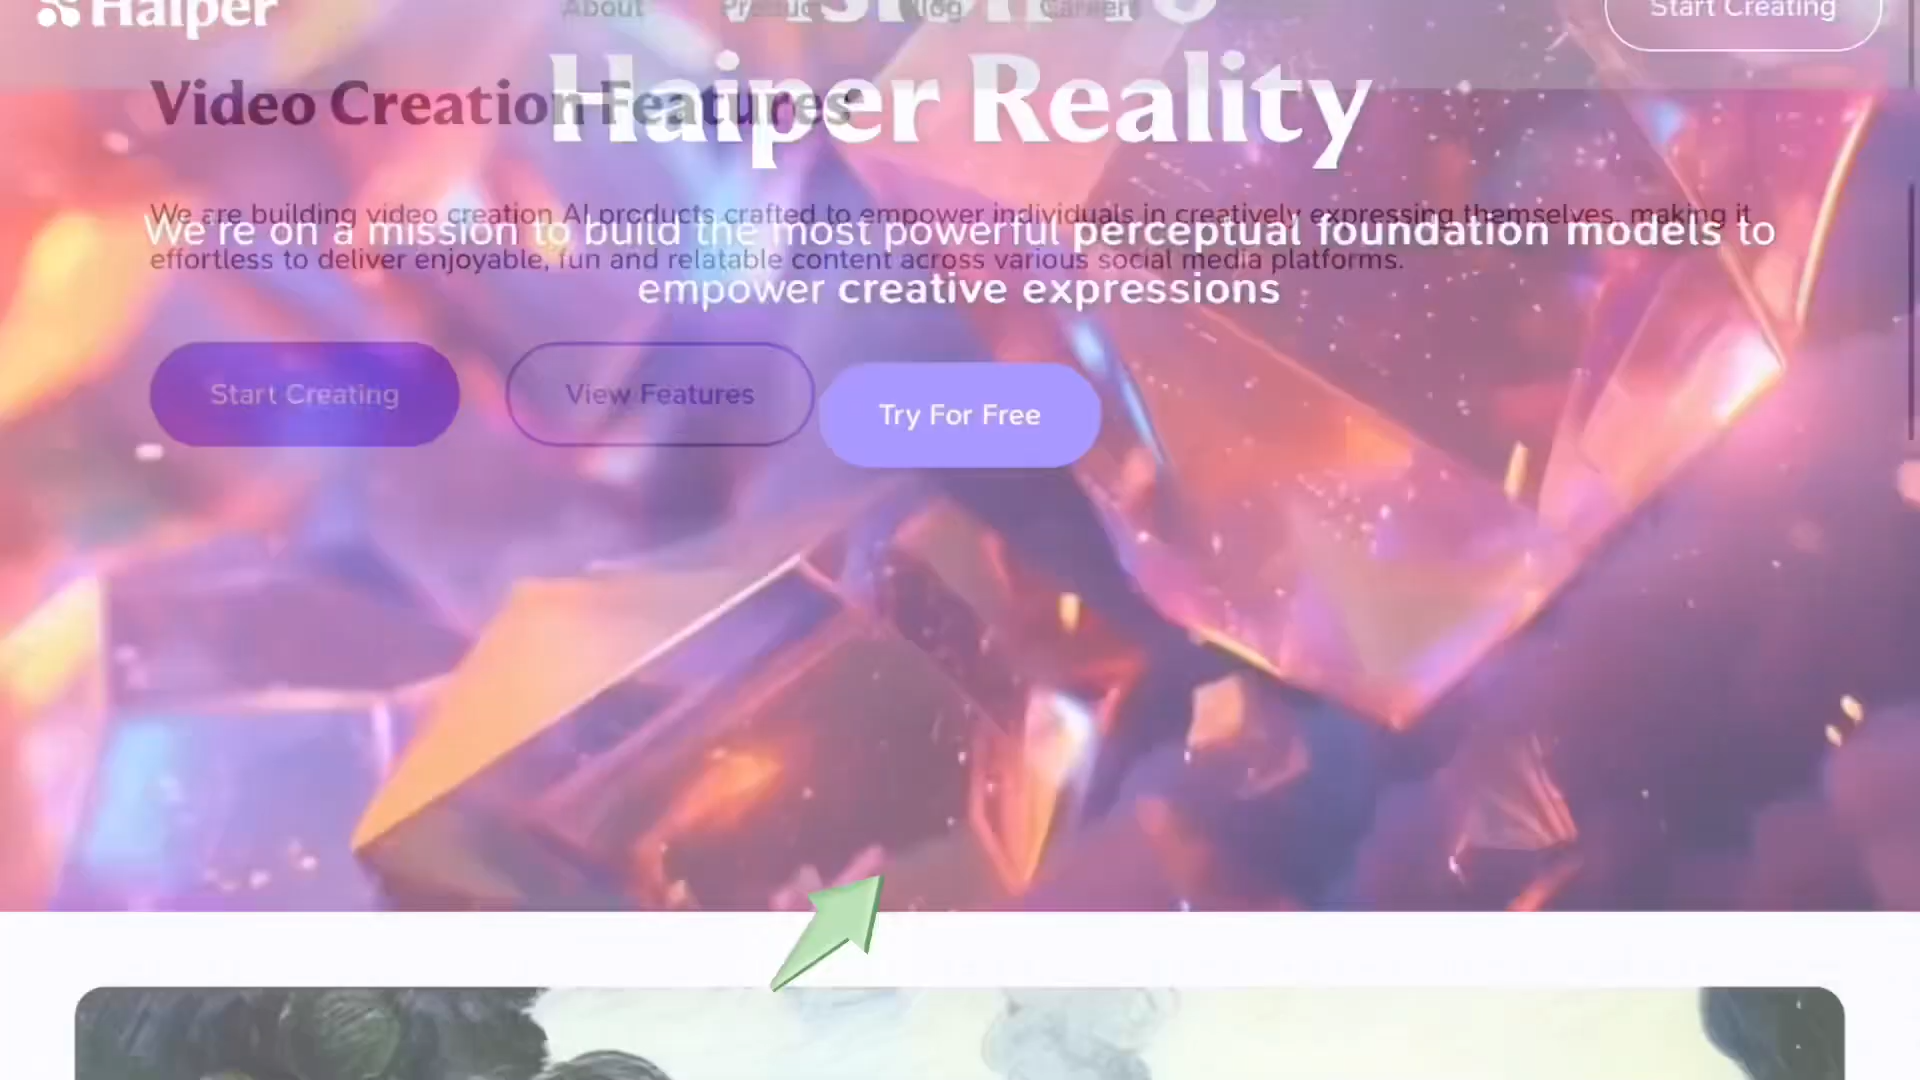 Haiper
About
Blog
Careers
Start Creating
Haiper Reality
Video Creation Features
We are building video creation AI products crafted to empower individuals in creatively expressing themselves, making it
effortless to deliver enjoyable, fun and relatable content across various social media platforms.
We're on a mission to build the most powerful perceptual foundation models to
empower creative expressions
Start Creating
View Features
Try For Free